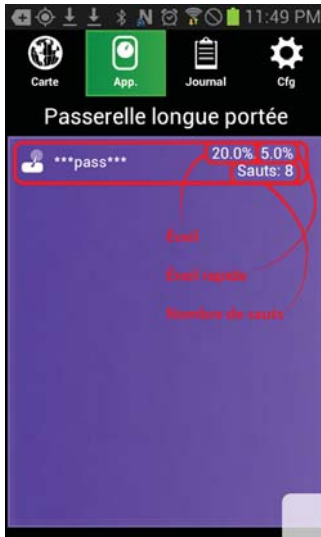 11:49 PM
Carte App. Journal Cfg
Passerelle longue portée
***pass*** 20.0% 5.0%
Sauts: 8
Éveil
Éveil rapide
Nombre de sauts